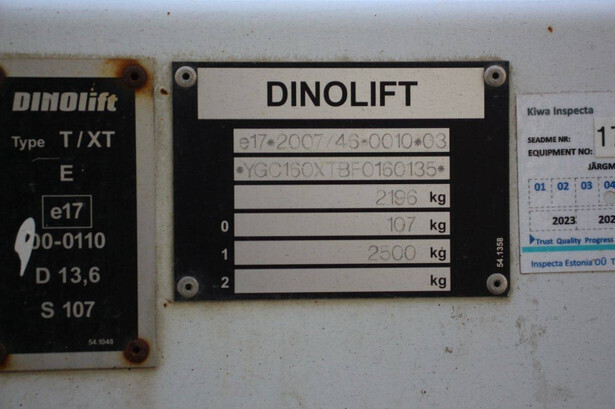 DINOlift
Type T/XT
E
e17
00-0110
D 13,6
S 107
54.1948
DINOLIFT
e17*2007/46*0010*03
*YGC160XTBF0160135*
2196 kg
0 107 kg
1 2500 kg
2 kg
54.1358
Kiwa Inspecta
SEADME NR:
EQUIPMENT NO:
JÄRGM
01 02 03 04
2023 202
Trust Quality Progress
Inspecta Estonia OÜ T